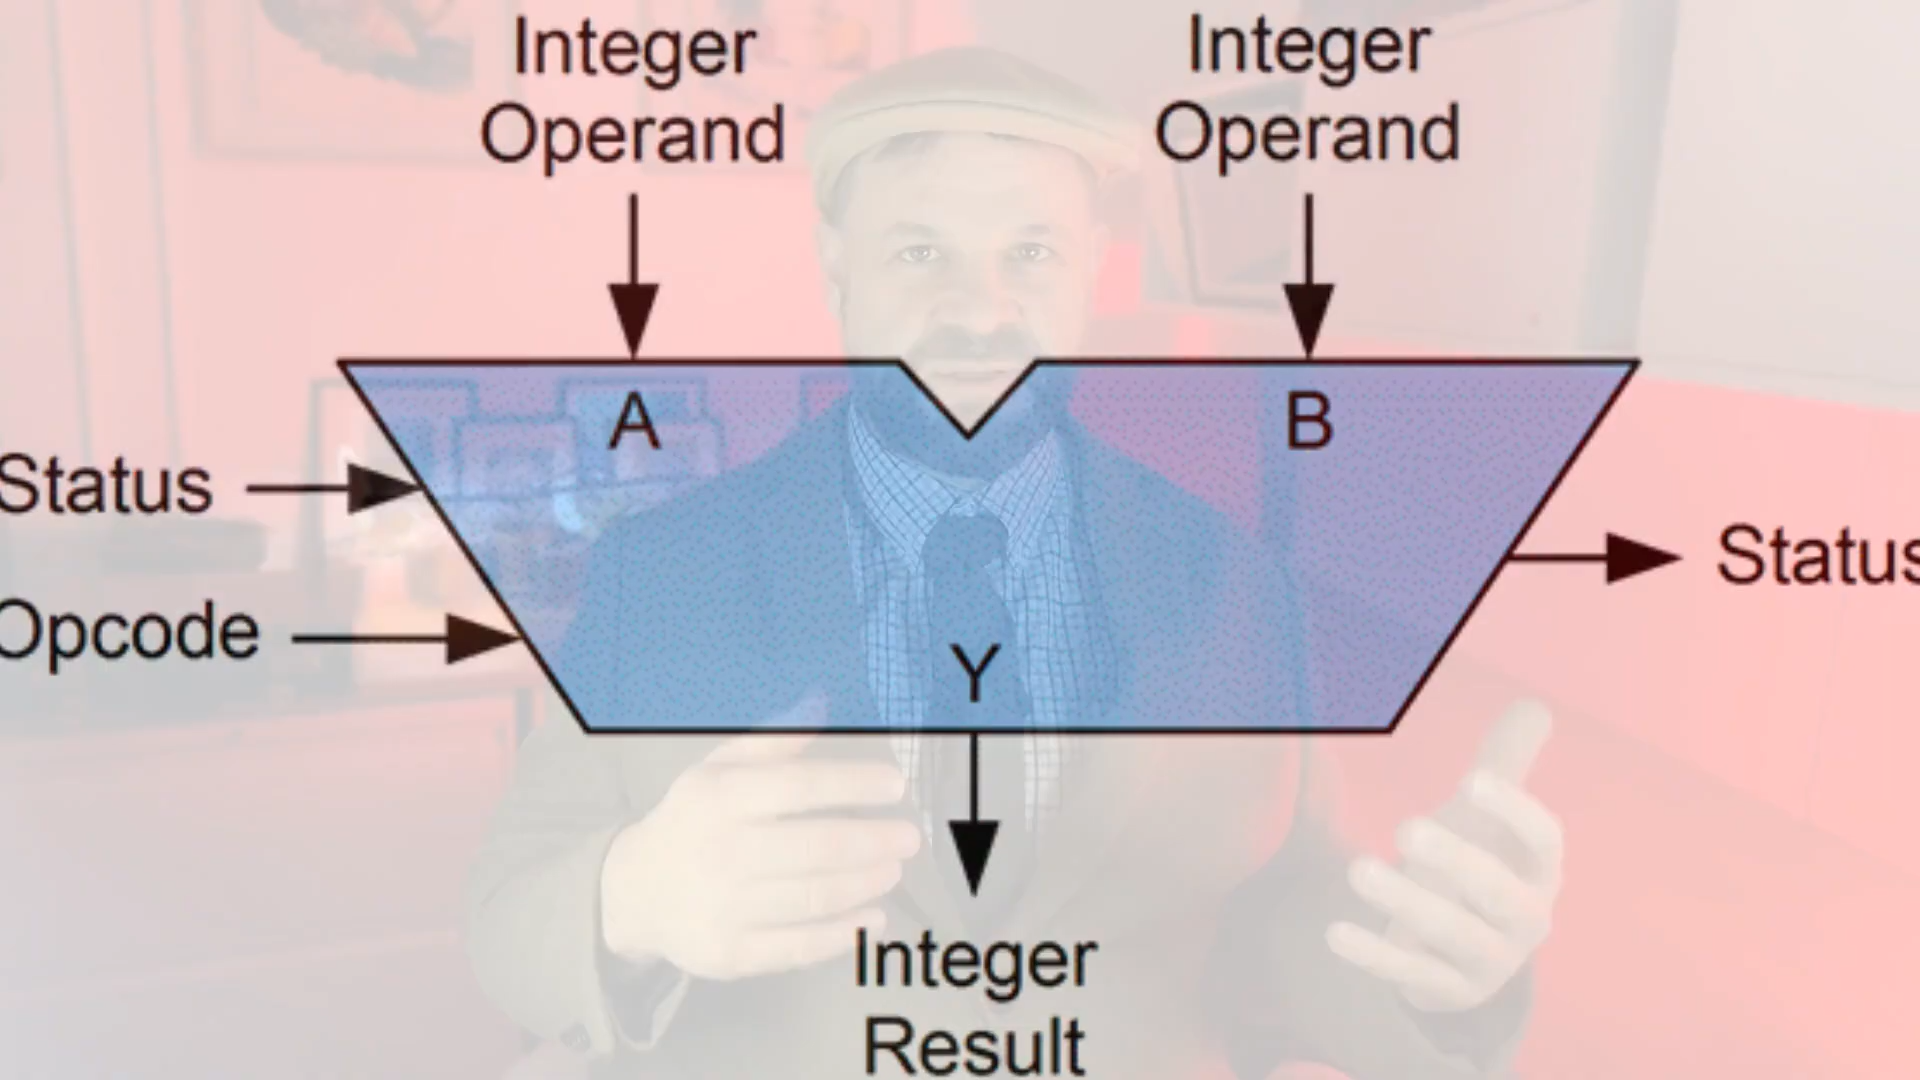 Integer
Operand
Integer
Operand
A
B
Status
Opcode
Status
Y
Integer
Result